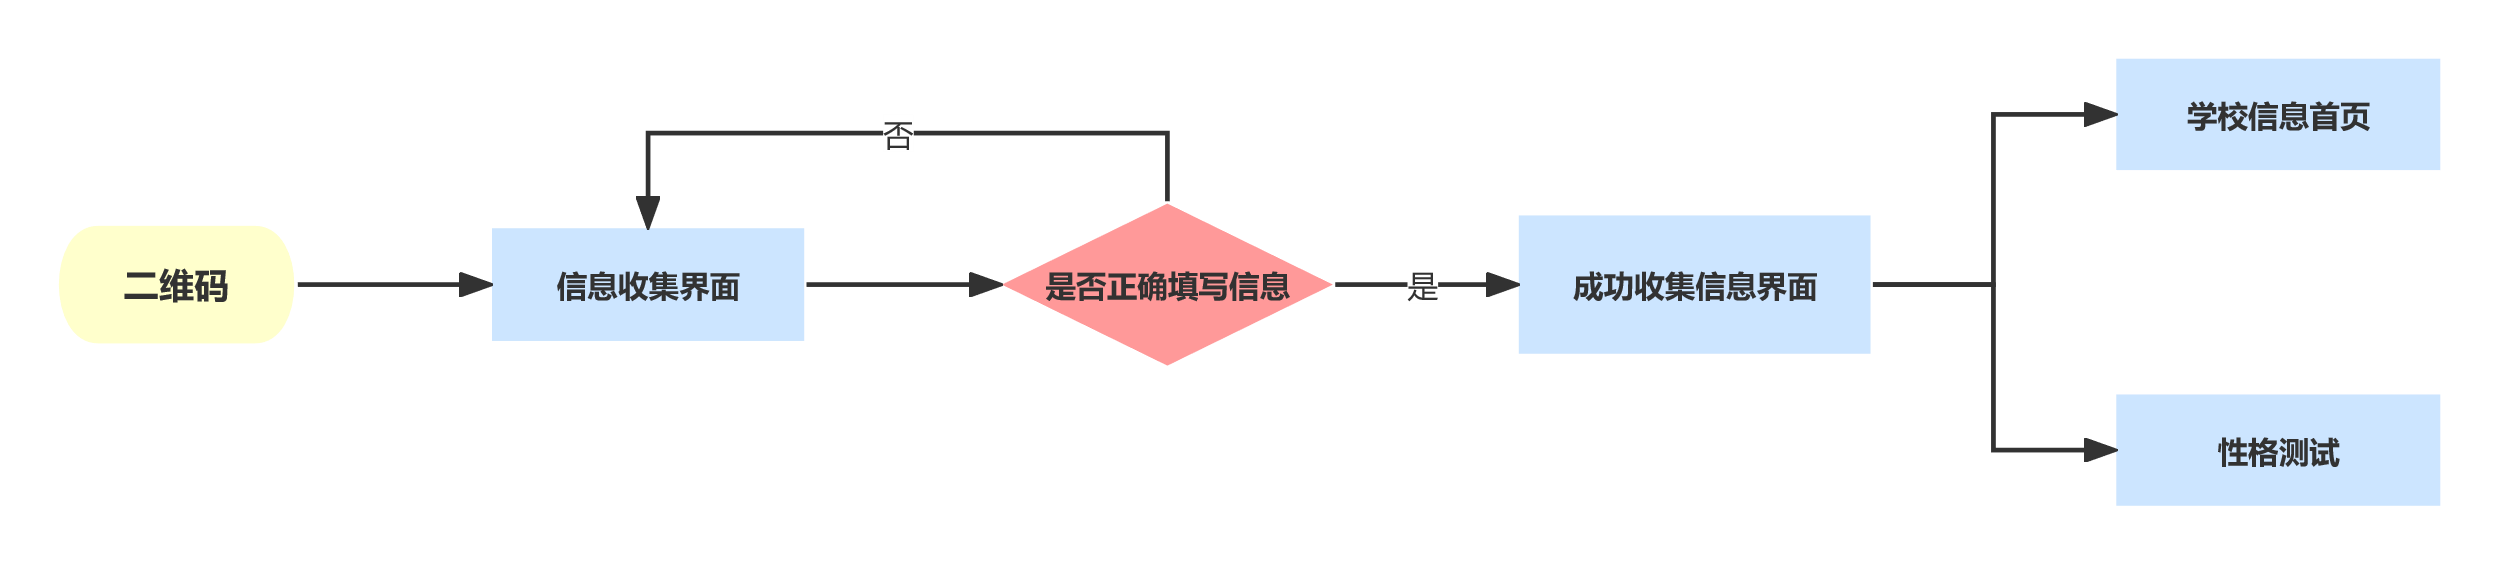 二维码
信息收集界面
否
是否正确填写信息
是
成功收集信息界面
学校信息首页
性格测试